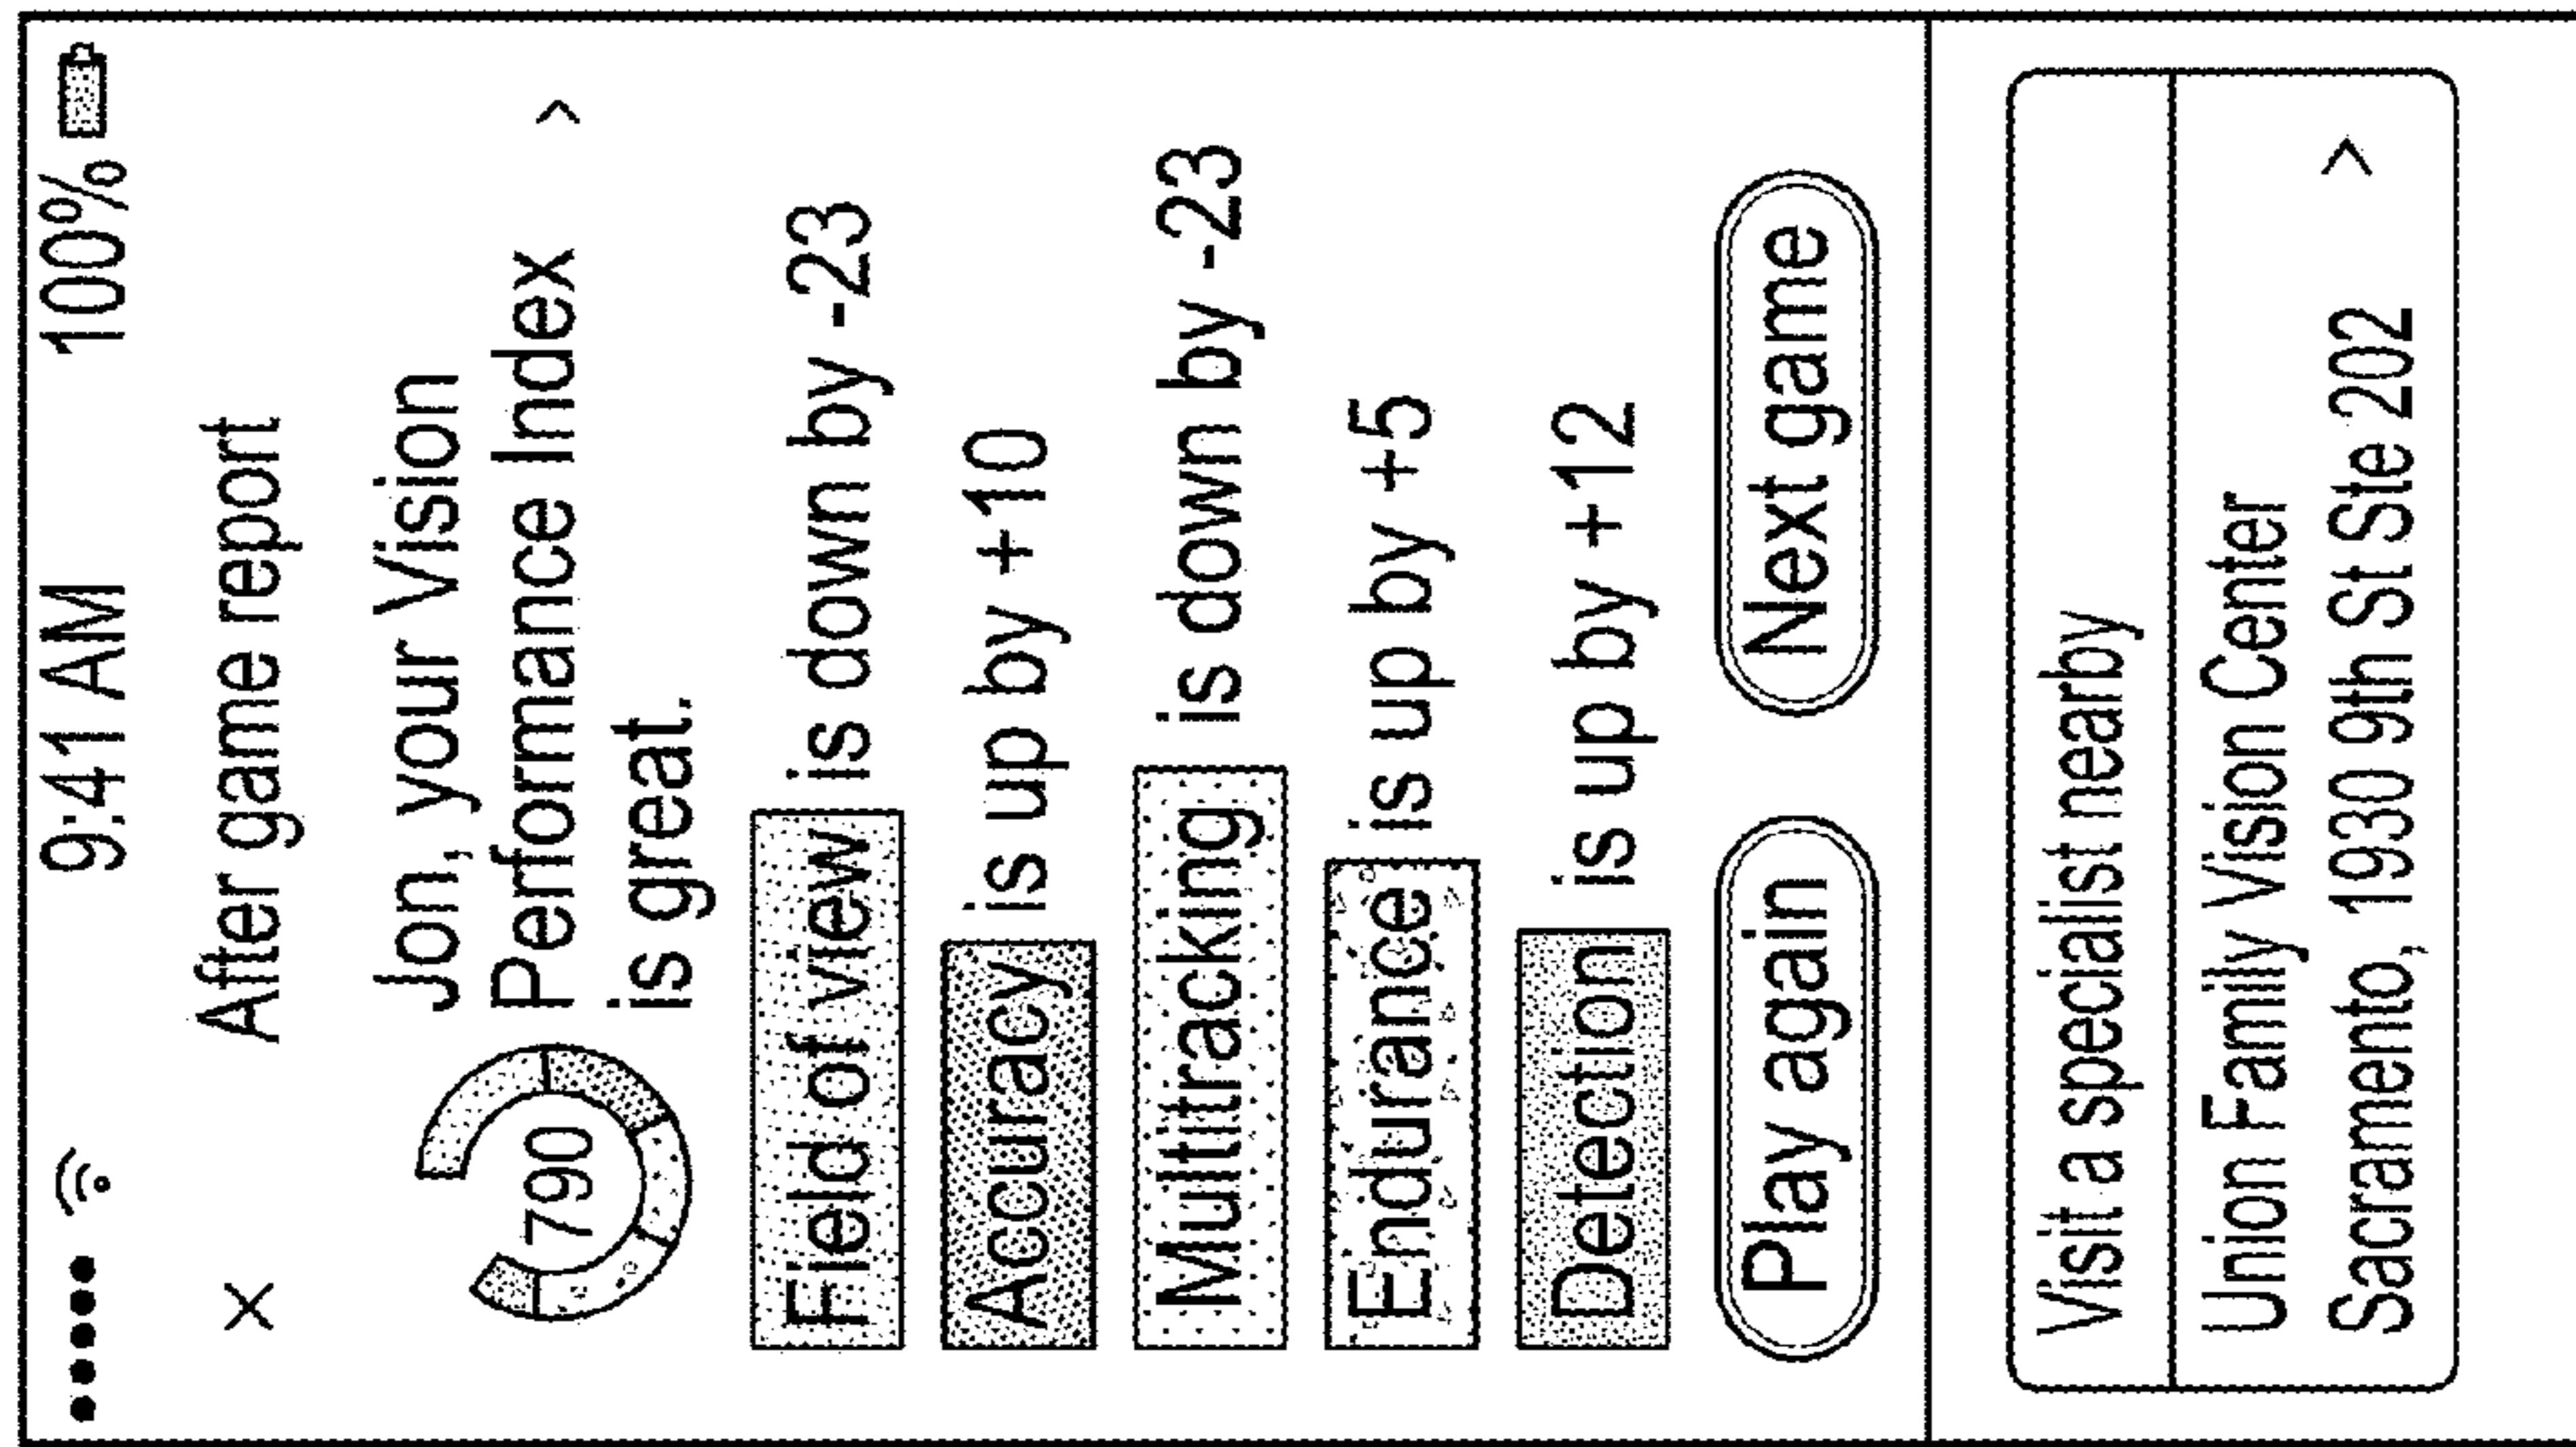 9:41 AM 100%
× After game report
790
Jon, your Vision
Performance Index >
is great.
Field of view is down by -23
Accuracy is up by +10
Multitracking is down by -23
Endurance is up by +5
Detection is up by +12
Play again Next game
Visit a specialist nearby
Union Family Vision Center
Sacramento, 1930 9th St Ste 202 >